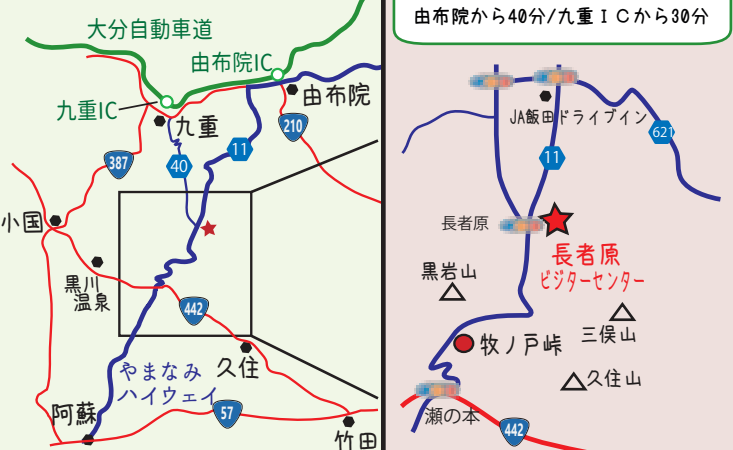 大分自動車道
由布院IC
九重IC
由布院
九重
210
11
387
40
小国
黒川
温泉
442
やまなみ
ハイウェイ
久住
阿蘇
57
竹田
由布院から40分/九重ＩＣから30分
JA飯田ドライブイン
621
11
長者原
長者原
ビジターセンター
黒岩山
三俣山
牧ノ戸峠
久住山
瀬の本
442